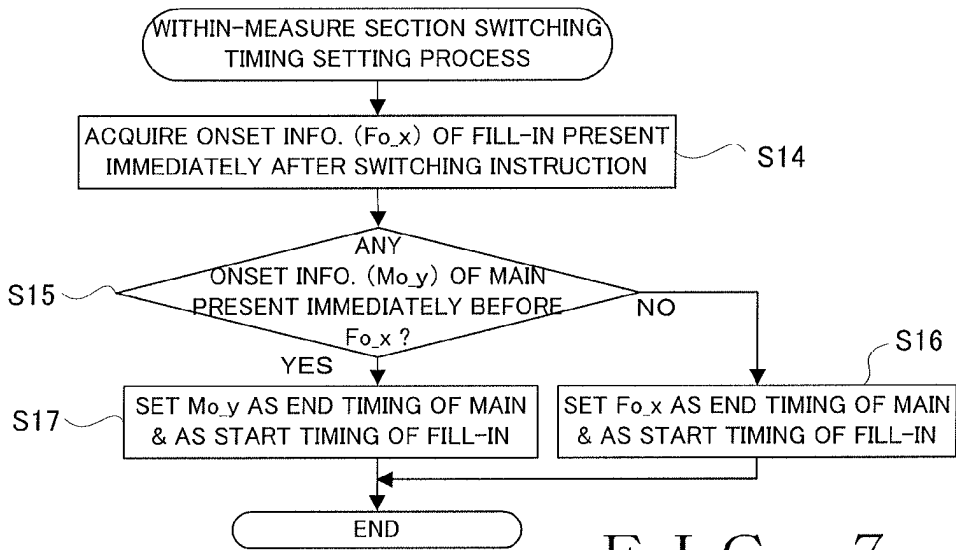 WITHIN-MEASURE SECTION SWITCHING
TIMING SETTING PROCESS
ACQUIRE ONSET INFO. (Fo_x) OF FILL-IN PRESENT
IMMEDIATELY AFTER SWITCHING INSTRUCTION
S14
ANY
ONSET INFO. (Mo_y) OF MAIN
PRESENT IMMEDIATELY BEFORE
Fo_x ?
S15
NO
YES
S16
S17
SET Mo_y AS END TIMING OF MAIN
& AS START TIMING OF FILL-IN
SET Fo_x AS END TIMING OF MAIN
& AS START TIMING OF FILL-IN
END
FIG. 7